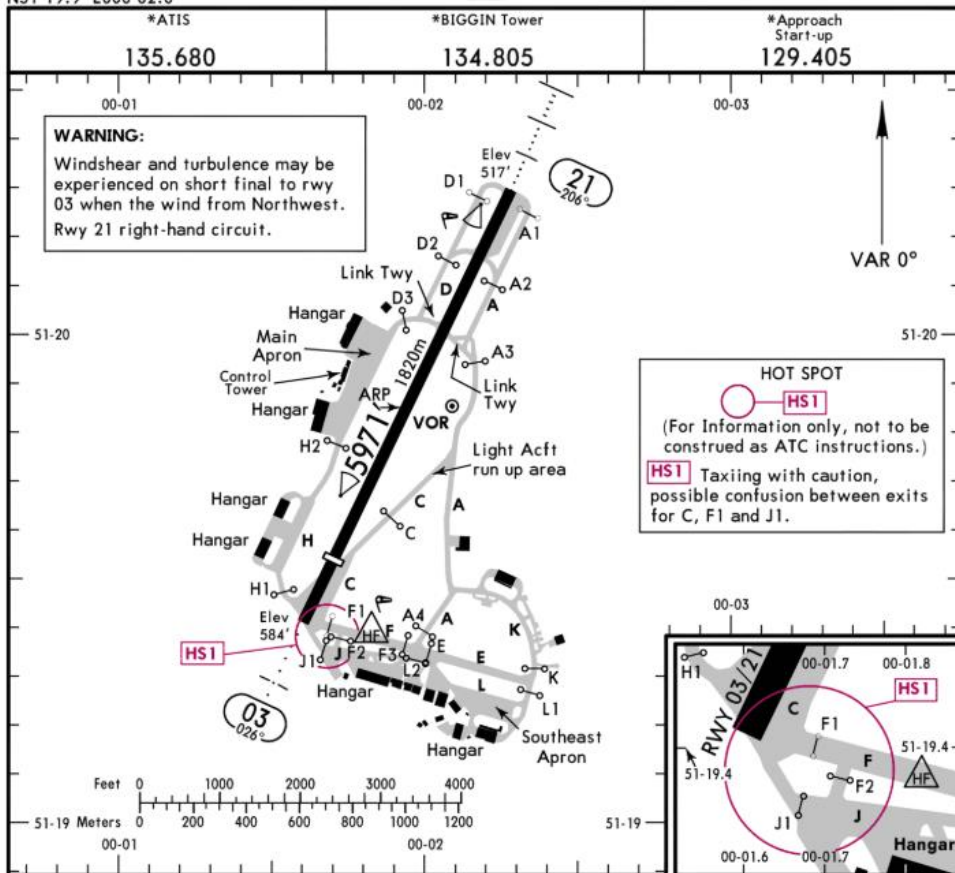 *ATIS
135.680
*BIGGIN Tower
134.805
*Approach
Start-up
129.405
00-01
00-02
00-03
WARNING:
Windshear and turbulence may be
experienced on short final to rwy
03 when the wind from Northwest.
Rwy 21 right-hand circuit.
Elev
517'
21
206°
D1
A1
VAR 0°
D2
A2
Link Twy
D
A
D3
Hangar
51-20
51-20
Main
Apron
A3
Control
Tower
1820m
Link
Twy
ARP
VOR
Hangar
5971'
H2
Light Acft
run up area
HOT SPOT
HS1
(For Information only, not to be
construed as ATC instructions.)
HS1 Taxiing with caution,
possible confusion between exits
for C, F1 and J1.
Hangar
C
A
Hangar
H
C
H1
C
Elev
584'
F1
A4
A
K
HF
F
HS1
J1
J
F2
F3
E
E
L2
K
L
L1
Hangar
03
026°
Hangar
Southeast
Apron
00-03
H1
RWY 03/21
00-01.7
00-01.8
HS1
C
F1
51-19.4
51-19.4
F
HF
F2
J1
J
Hangar
00-01.6
00-01.7
Feet 0 1000 2000 3000 4000
Meters 0 200 400 600 800 1000 1200
51-19
51-19
00-01
00-02